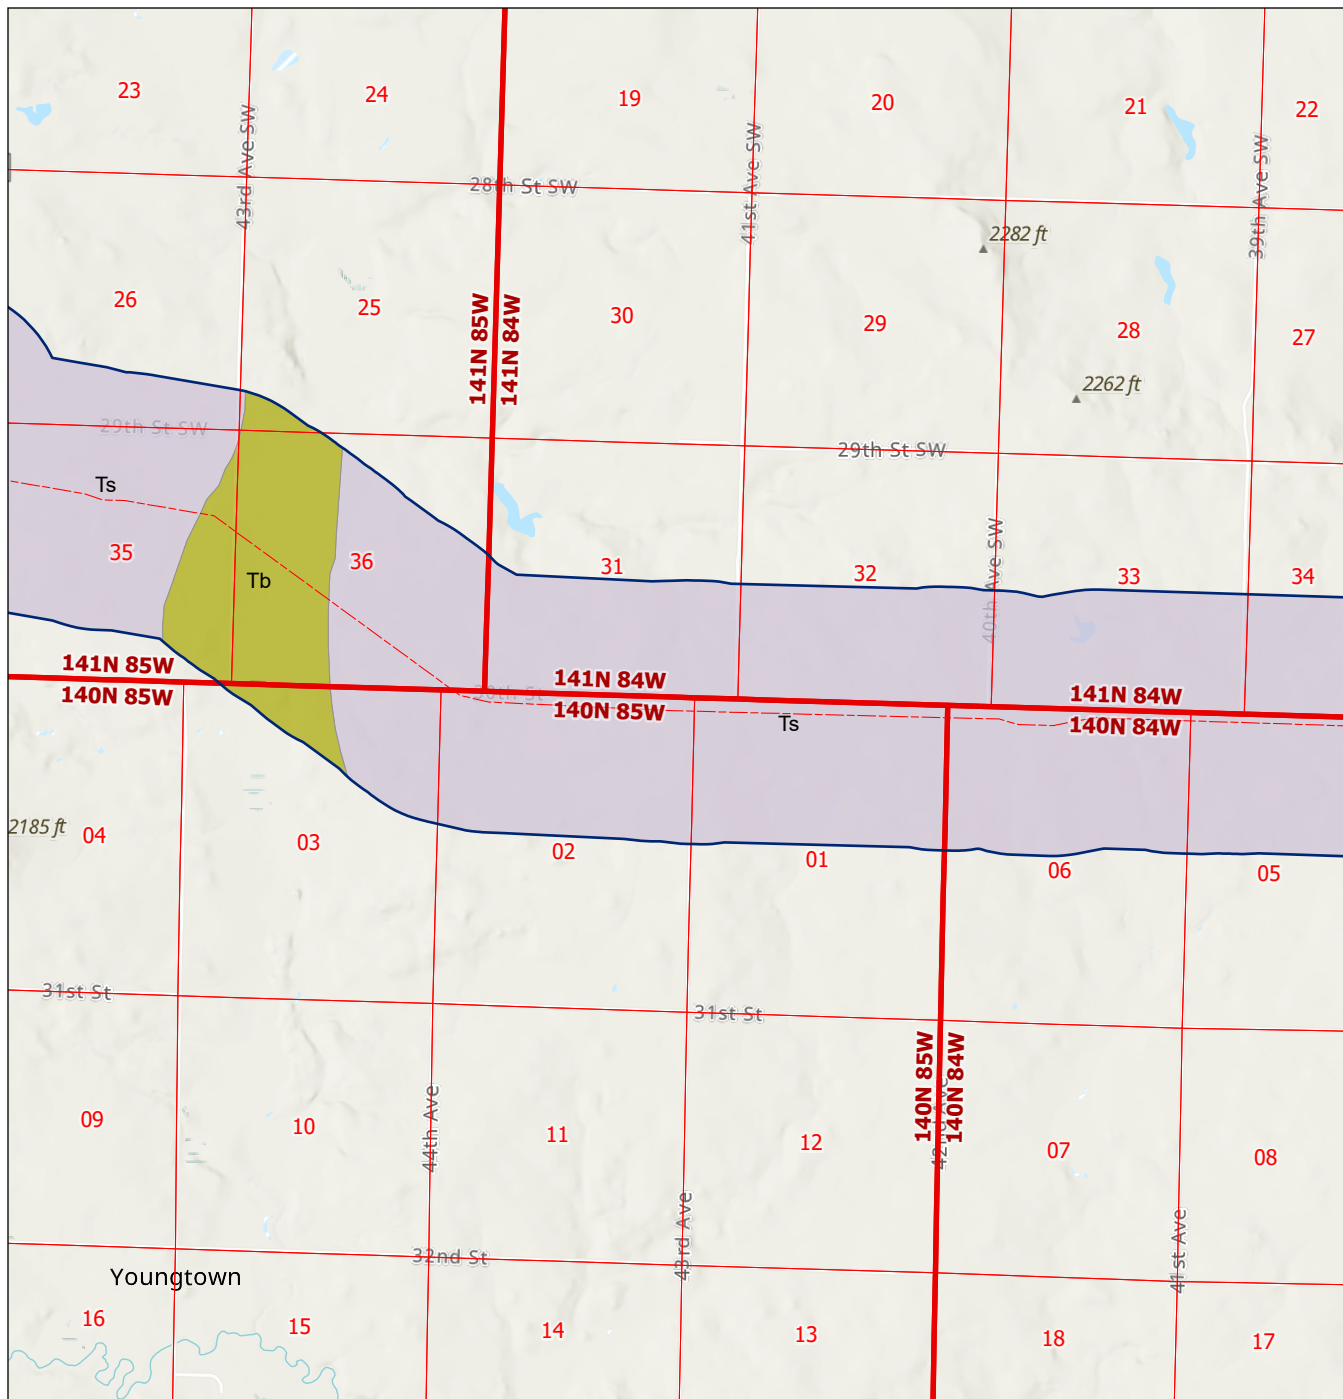 23
24
19
20
21
22
43rd Ave SW
41st Ave SW
39th Ave SW
28th St SW
2282 ft
26
25
30
29
28
27
141N 85W
141N 84W
2262 ft
29th St SW
29th St SW
Ts
35
Tb
36
31
32
40th Ave SW
33
34
141N 85W
140N 85W
30th St
141N 84W
140N 85W
Ts
141N 84W
140N 84W
2185 ft
04
03
02
01
06
05
31st St
31st St
140N 85W
140N 84W
42nd Ave
09
10
44th Ave
11
12
07
08
43rd Ave
41st Ave
32nd St
Youngtown
16
15
14
13
18
17